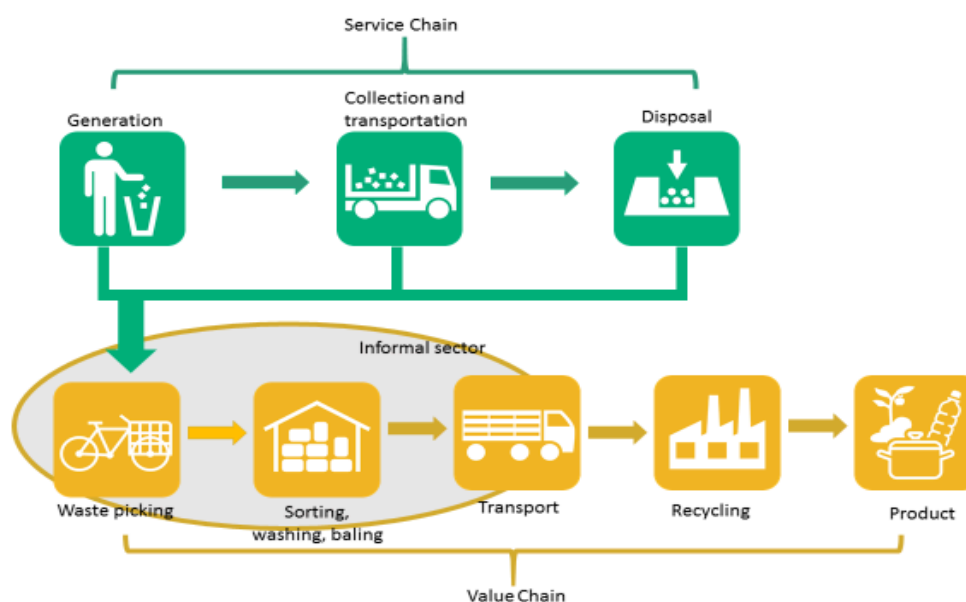 Service Chain
Generation
Collection and
transportation
Disposal
Informal sector
Waste picking
Sorting,
washing, baling
Transport
Recycling
Product
Value Chain